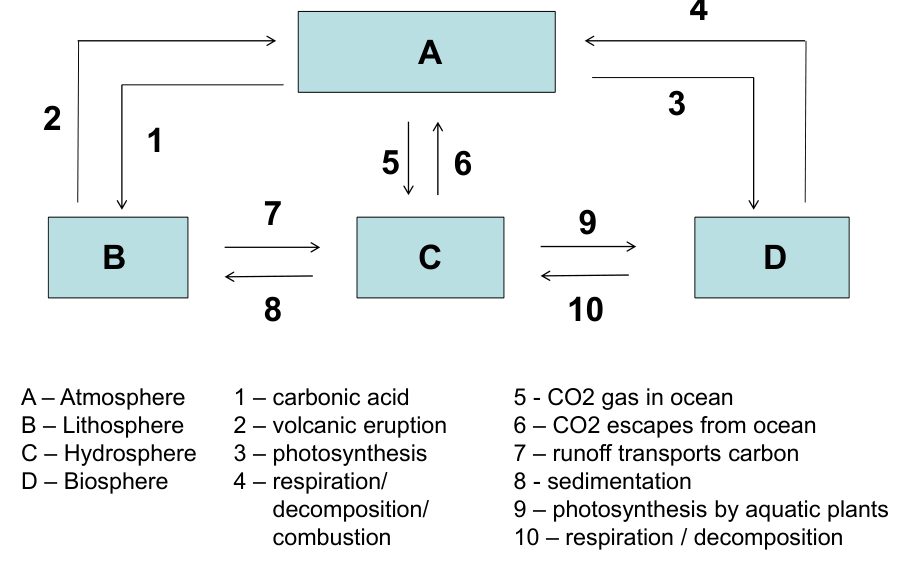 4
A
2
1
3
5
6
7
9
B
C
D
8
10
A – Atmosphere
B – Lithosphere
C – Hydrosphere
D – Biosphere
1 – carbonic acid
2 – volcanic eruption
3 – photosynthesis
4 – respiration/
decomposition/
combustion
5 - CO2 gas in ocean
6 – CO2 escapes from ocean
7 – runoff transports carbon
8 - sedimentation
9 – photosynthesis by aquatic plants
10 – respiration / decomposition